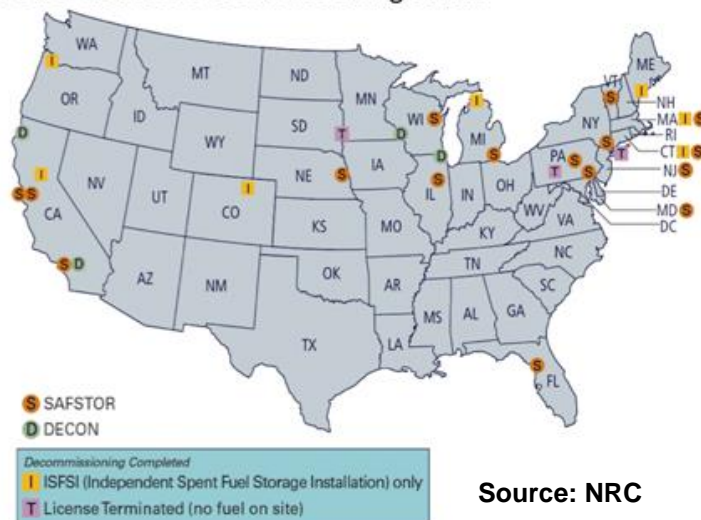 WA
MT
ND
MN
ME
I
I
VT
S
NH
OR
ID
SD
T
D
WI
S
I
MI
S
NY
MA I S
RI
CT I S
WY
D
NE
S
IA
D
S
PA
S
T
S
S
T
NJ S
DE
MD S
DC
D
I
S S
CA
NV
UT
I
CO
KS
MO
IL
IN
OH
WV
VA
KY
NC
S D
AZ
NM
OK
AR
TN
SC
TX
LA
MS
AL
GA
S
FL
S SAFSTOR
D DECON
Decommissioning Completed
I ISFSI (Independent Spent Fuel Storage Installation) only
T License Terminated (no fuel on site)
Source: NRC